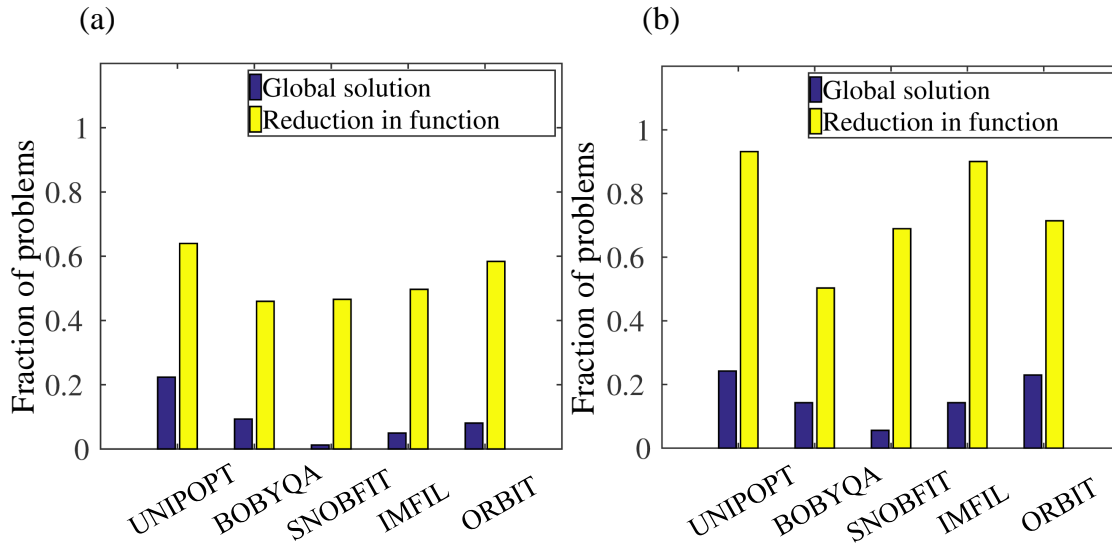 (a)
Global solution
Reduction in function
1
0.8
0.6
0.4
0.2
0
Fraction of problems
UNIPOPT
BOBYQA
SNOBFIT
IMFIL
ORBIT
(b)
Global solution
Reduction in function
1
0.8
0.6
0.4
0.2
0
Fraction of problems
UNIPOPT
BOBYQA
SNOBFIT
IMFIL
ORBIT